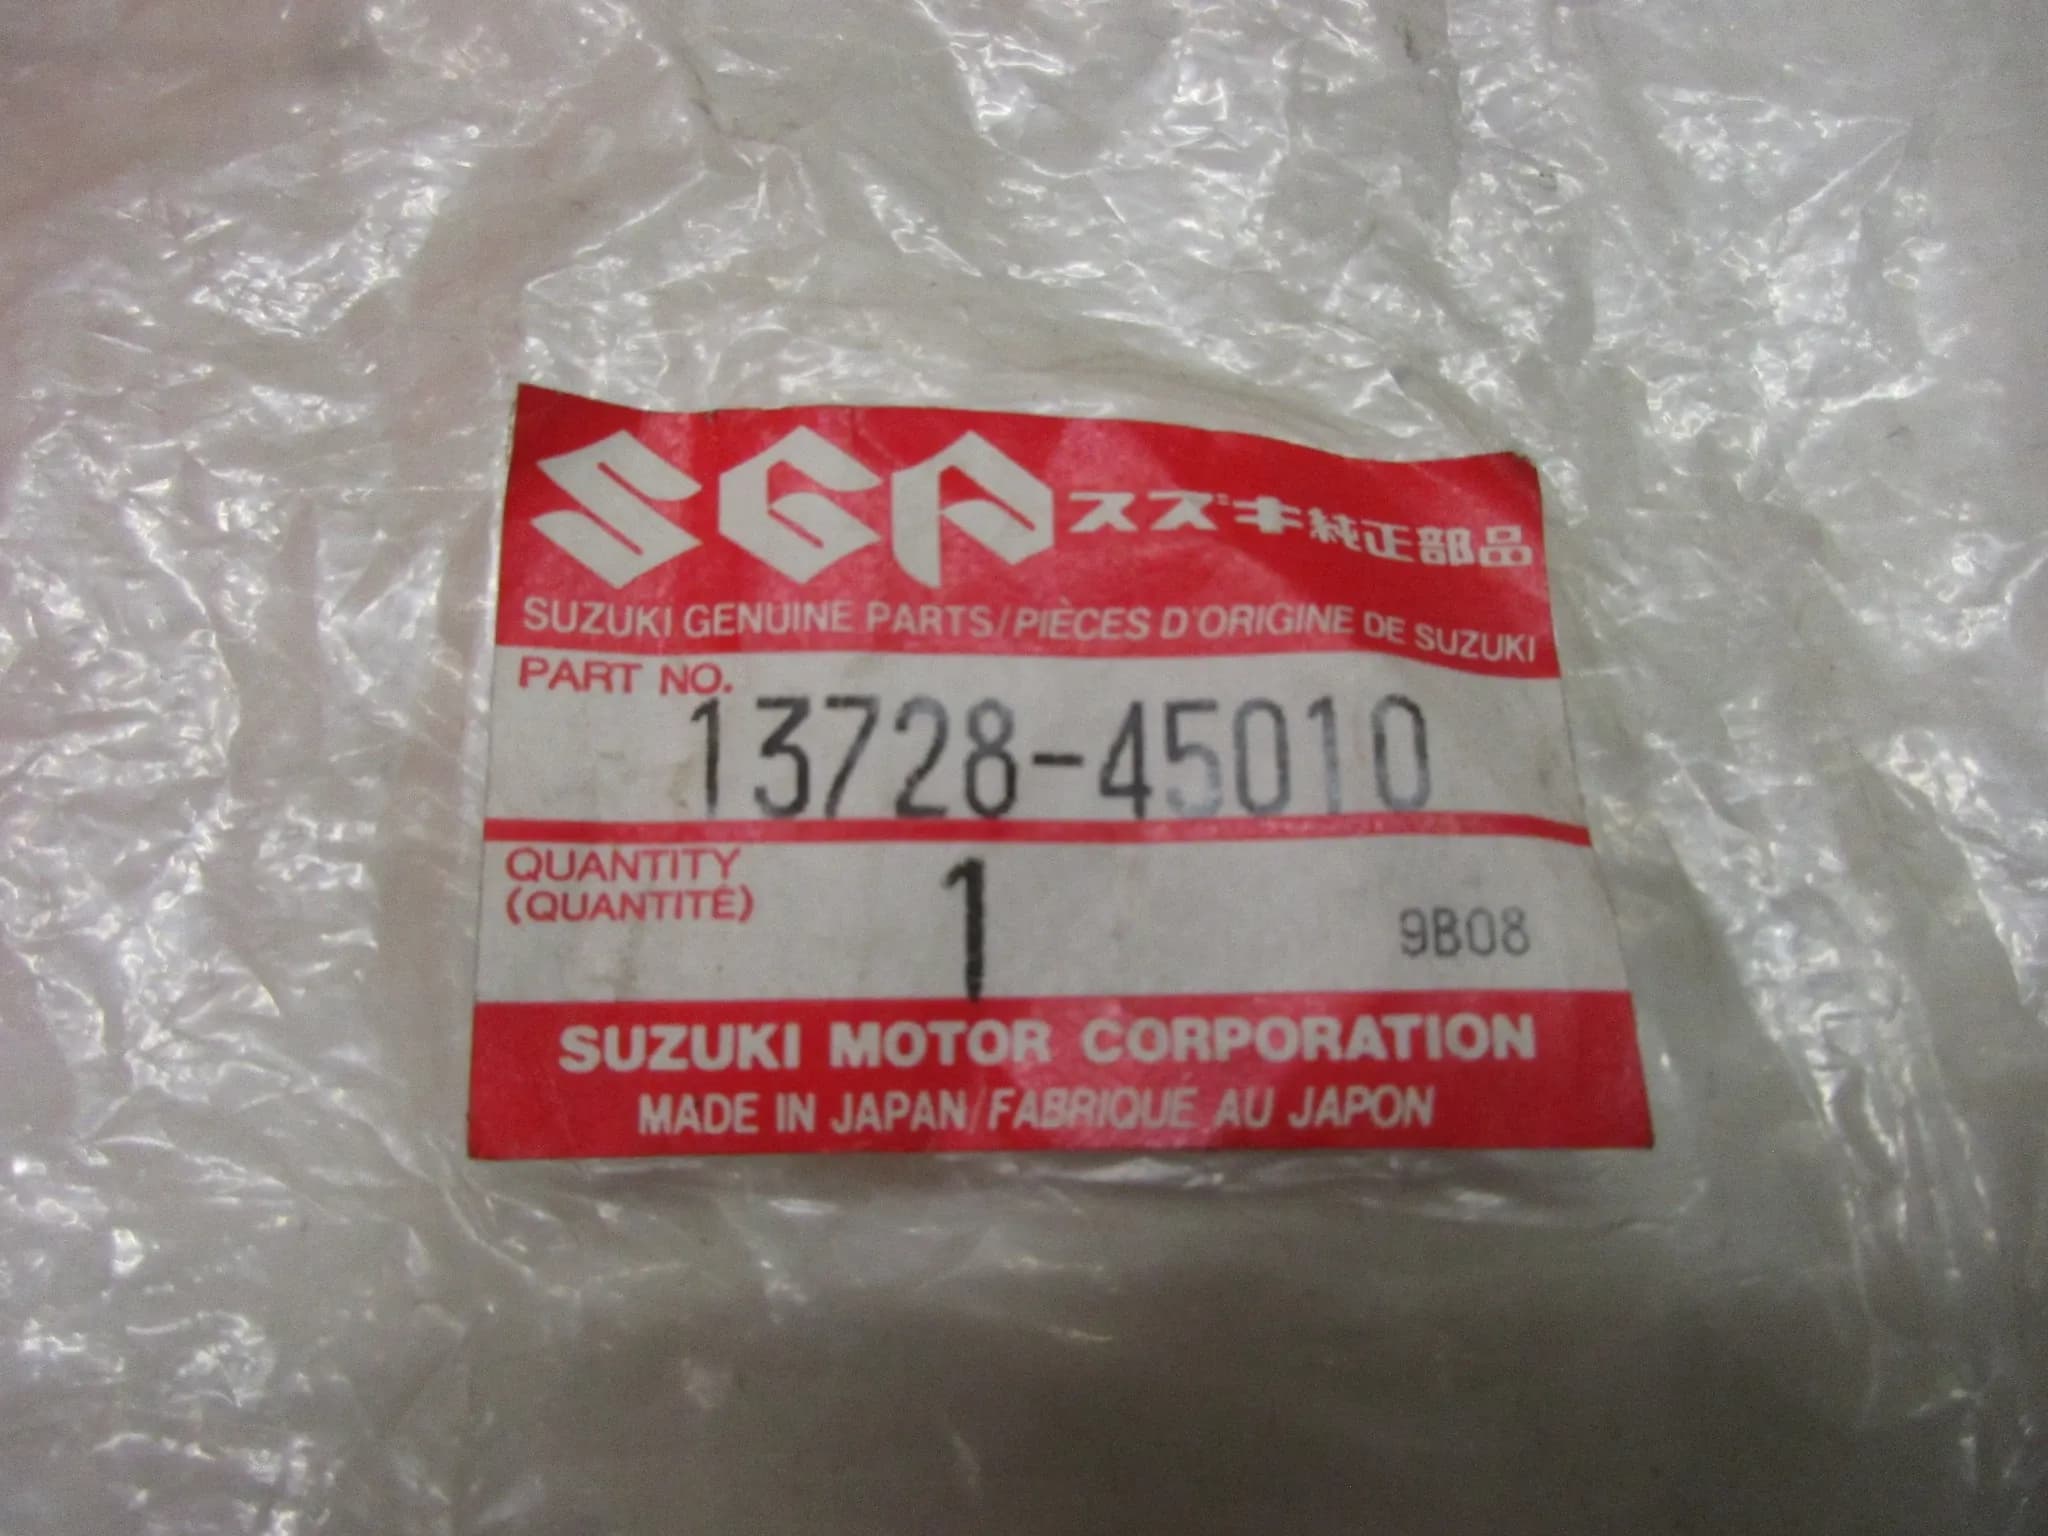 SGP スズキ純正部品
SUZUKI GENUINE PARTS/PIÈCES D'ORIGINE DE SUZUKI
PART NO.
13728-45010
QUANTITY
(QUANTITÉ)
1
9B08
SUZUKI MOTOR CORPORATION
MADE IN JAPAN/FABRIQUÉ AU JAPON